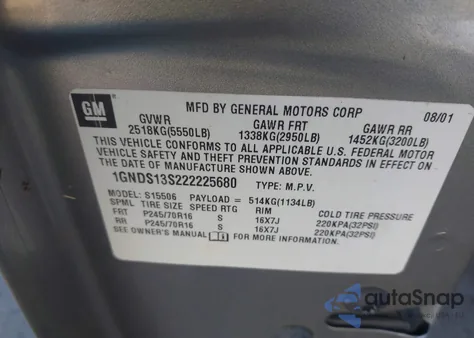 GM
MFD BY GENERAL MOTORS CORP 08/01
GVWR GAWR FRT GAWR RR
2518KG(5550LB) 1338KG(2950LB) 1452KG(3200LB)
THIS VEHICLE CONFORMS TO ALL APPLICABLE U.S. FEDERAL MOTOR
VEHICLE SAFETY AND THEFT PREVENTION STANDARDS IN EFFECT ON
THE DATE OF MANUFACTURE SHOWN ABOVE.
1GNDS13S222225680 TYPE: M.P.V.
MODEL: S15506 PAYLOAD = 514KG(1134LB)
SPML TIRE SIZE SPEED RTG RIM COLD TIRE PRESSURE
FRT P245/70R16 S 16X7J 220KPA(32PSI)
RR P245/70R16 S 16X7J 220KPA(32PSI)
SEE OWNER'S MANUAL FOR MORE INFORMATION.
autaSnap